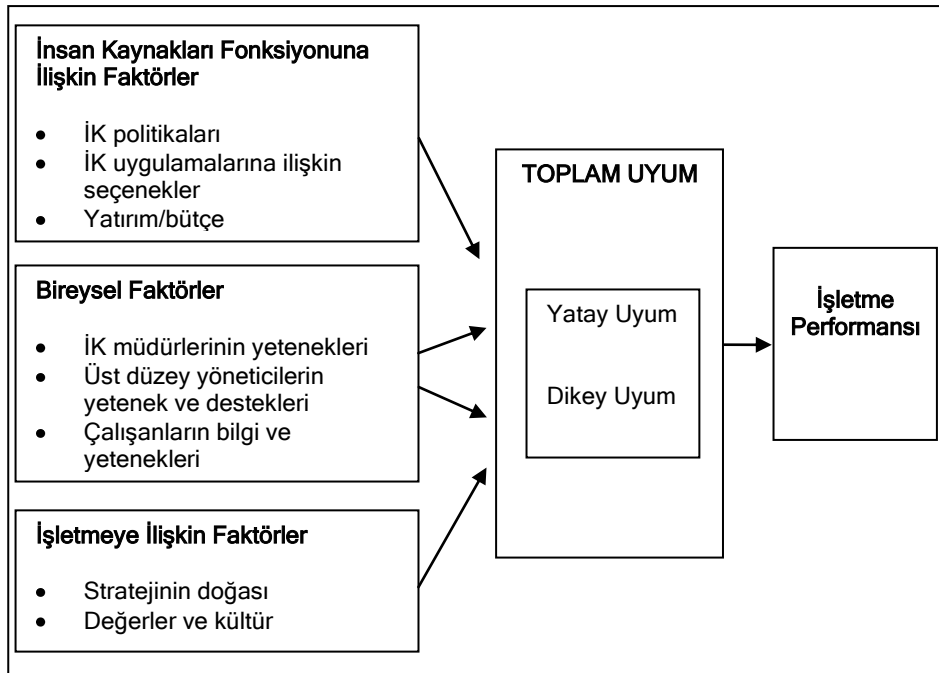 İnsan Kaynakları Fonksiyonuna
İlişkin Faktörler
• İK politikaları
• İK uygulamalarına ilişkin
seçenekler
• Yatırım/bütçe
Bireysel Faktörler
• İK müdürlerinin yetenekleri
• Üst düzey yöneticilerin
yetenek ve destekleri
• Çalışanların bilgi ve
yetenekleri
İşletmeye İlişkin Faktörler
• Stratejinin doğası
• Değerler ve kültür
TOPLAM UYUM
Yatay Uyum
Dikey Uyum
İşletme
Performansı